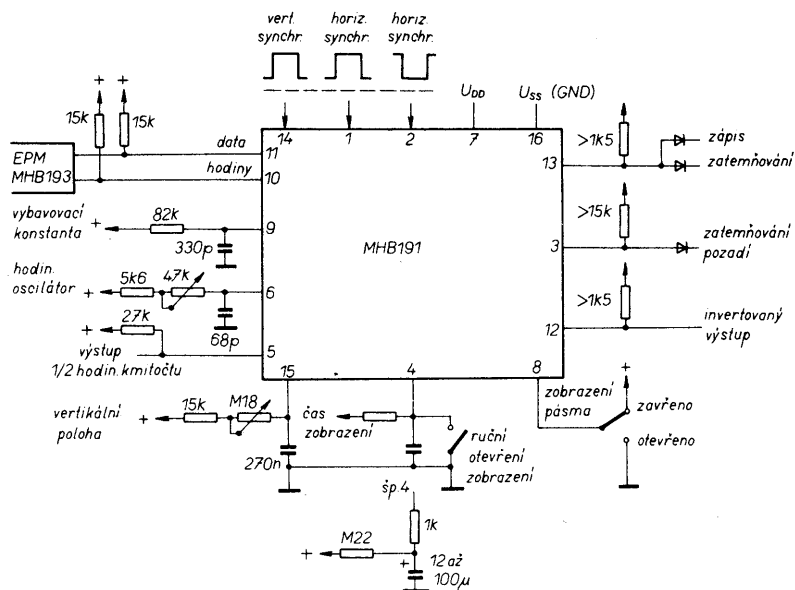 vert.
synchr.
horiz.
synchr.
horiz.
synchr.
+ +
15k
15k
U_DD
U_SS (GND)
14
1
2
7
16
EPM
MHB193
data
11
hodiny
10
>1k5
13
zápis
zatemňování
vybavovací
konstanta
+
82k
330p
9
MHB191
>15k
3
zatemňování
pozadí
hodin.
oscilátor
+
5k6
47k
68p
6
+
27k
výstup
1/2 hodin. kmitočtu
5
>1k5
12
invertovaný
výstup
15
4
8
vertikální
poloha
+
15k
M18
270n
čas
zobrazení
ruční
otevření
zobrazení
zobrazení
pásma
+
zavřeno
otevřeno
šp.4
1k
+
M22
+
12 až
100μ